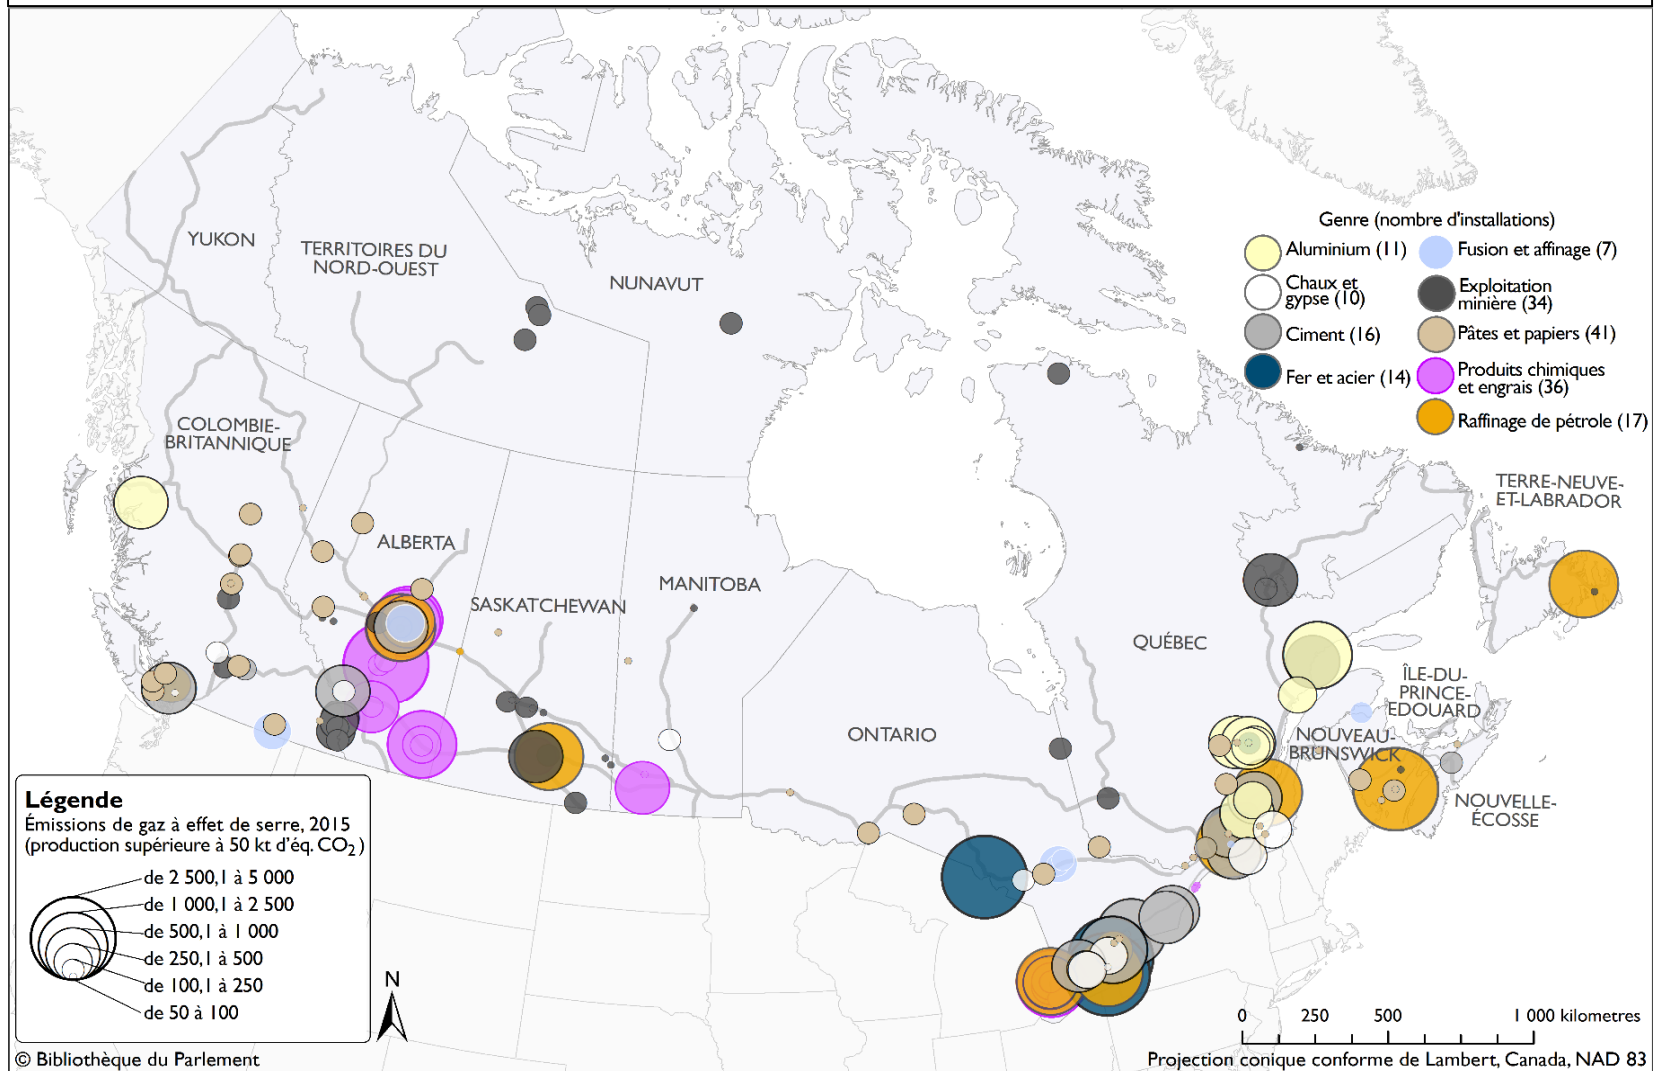 YUKON
TERRITOIRES DU
NORD-OUEST
NUNAVUT
COLOMBIE-
BRITANNIQUE
ALBERTA
SASKATCHEWAN
MANITOBA
ONTARIO
QUÉBEC
TERRE-NEUVE-
ET-LABRADOR
ÎLE-DU-
PRINCE-
EDOUARD
NOUVEAU-
BRUNSWICK
NOUVELLE-
ÉCOSSE
Genre (nombre d'installations)
Aluminium (11)
Chaux et
gypse (10)
Ciment (16)
Fer et acier (14)
Fusion et affinage (7)
Exploitation
minière (34)
Pâtes et papiers (41)
Produits chimiques
et engrais (36)
Raffinage de pétrole (17)
Légende
Émissions de gaz à effet de serre, 2015
(production supérieure à 50 kt d'éq. CO₂)
de 2 500,1 à 5 000
de 1 000,1 à 2 500
de 500,1 à 1 000
de 250,1 à 500
de 100,1 à 250
de 50 à 100
N
0 250 500 1 000 kilometres
© Bibliothèque du Parlement
Projection conique conforme de Lambert, Canada, NAD 83